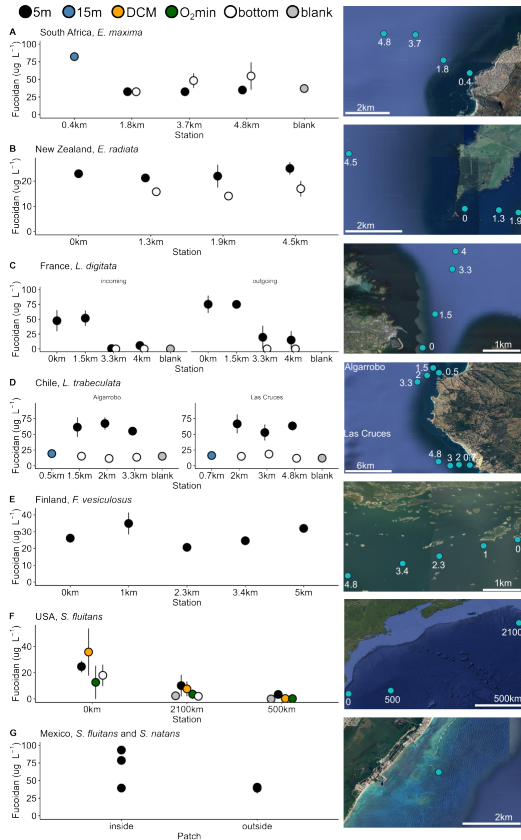 5m 15m DCM O₂min bottom blank
A South Africa, E. maxima
Fucoidan (ug L⁻¹)
100
75
50
25
0
0.4km 1.8km 3.7km 4.8km blank
Station
4.8 3.7 1.8 0.4
2km
B New Zealand, E. radiata
Fucoidan (ug L⁻¹)
20
10
0
0km 1.3km 1.9km 4.5km
Station
4.5 0 1.3 1.9
2km
C France, L. digitata
incoming outgoing
Fucoidan (ug L⁻¹)
100
75
50
25
0
0km 1.5km 3.3km 4km blank 0km 1.5km 3.3km 4km blank
Station
4
3.3
1.5
0
1km
D Chile, L. trabeculata
Algarrobo Las Cruces
Fucoidan (ug L⁻¹)
75
50
25
0
0.5km 1.5km 2km 3.3km blank 0.7km 2km 3km 4.8km blank
Station
Algarrobo 1.5 0.5
2
3.3
Las Cruces
4.8 3 2 0.7
6km
E Finland, F. vesiculosus
Fucoidan (ug L⁻¹)
40
30
20
10
0
0km 1km 2.3km 3.4km 5km
Station
0
1
2.3
3.4
4.8
1km
F USA, S. fluitans
Fucoidan (ug L⁻¹)
40
20
0
0km 2100km 500km
Station
2100
0 500
500km
G Mexico, S. fluitans and S. natans
Fucoidan (ug L⁻¹)
75
50
25
0
inside outside
Patch
2km